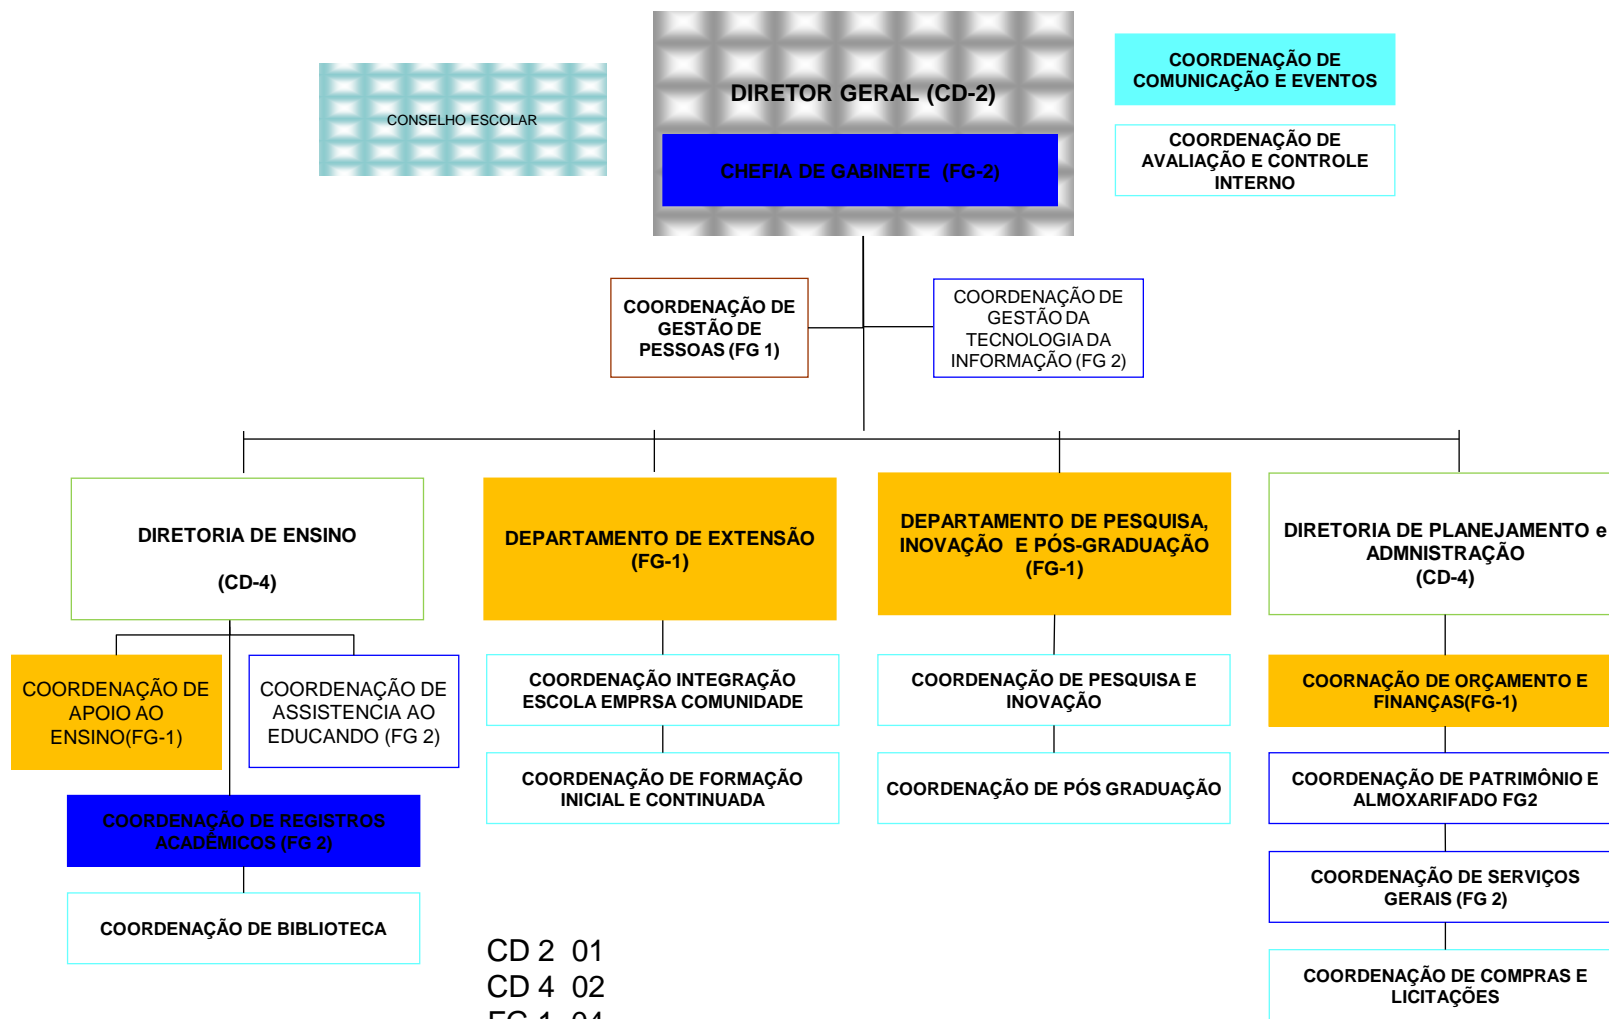 CONSELHO ESCOLAR
DIRETOR GERAL (CD-2)
CHEFIA DE GABINETE (FG-2)
COORDENAÇÃO DE
COMUNICAÇÃO E EVENTOS
COORDENAÇÃO DE
AVALIAÇÃO E CONTROLE
INTERNO
COORDENAÇÃO DE
GESTÃO DE
PESSOAS (FG 1)
COORDENAÇÃO DE
GESTÃO DA
TECNOLOGIA DA
INFORMAÇÃO (FG 2)
DIRETORIA DE ENSINO
(CD-4)
DEPARTAMENTO DE EXTENSÃO
(FG-1)
DEPARTAMENTO DE PESQUISA,
INOVAÇÃO E PÓS-GRADUAÇÃO
(FG-1)
DIRETORIA DE PLANEJAMENTO e
ADMNISTRAÇÃO
(CD-4)
COORDENAÇÃO DE
APOIO AO
ENSINO(FG-1)
COORDENAÇÃO DE
ASSISTENCIA AO
EDUCANDO (FG 2)
COORDENAÇÃO DE REGISTROS
ACADÊMICOS (FG 2)
COORDENAÇÃO DE BIBLIOTECA
COORDENAÇÃO INTEGRAÇÃO
ESCOLA EMPRSA COMUNIDADE
COORDENAÇÃO DE FORMAÇÃO
INICIAL E CONTINUADA
COORDENAÇÃO DE PESQUISA E
INOVAÇÃO
COORDENAÇÃO DE PÓS GRADUAÇÃO
COORNAÇÃO DE ORÇAMENTO E
FINANÇAS(FG-1)
COORDENAÇÃO DE PATRIMÔNIO E
ALMOXARIFADO FG2
COORDENAÇÃO DE SERVIÇOS
GERAIS (FG 2)
COORDENAÇÃO DE COMPRAS E
LICITAÇÕES
CD 2 01
CD 4 02
FG 1 04